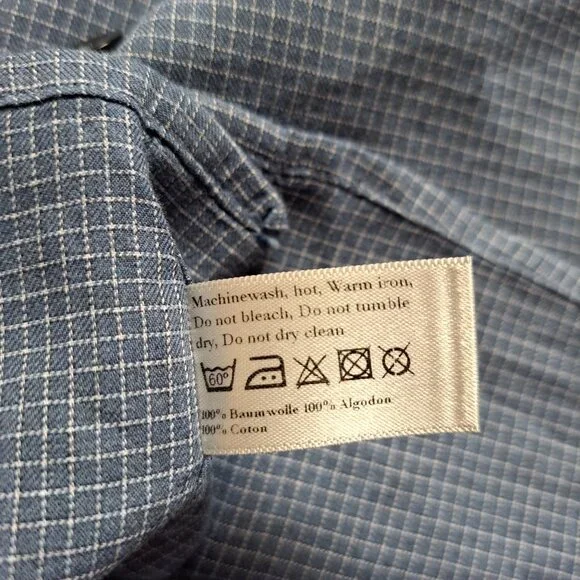 Machinewash, hot, Warm iron,
Do not bleach, Do not tumble
dry, Do not dry clean
60°
100% Baumwolle 100% Algodon
100% Coton